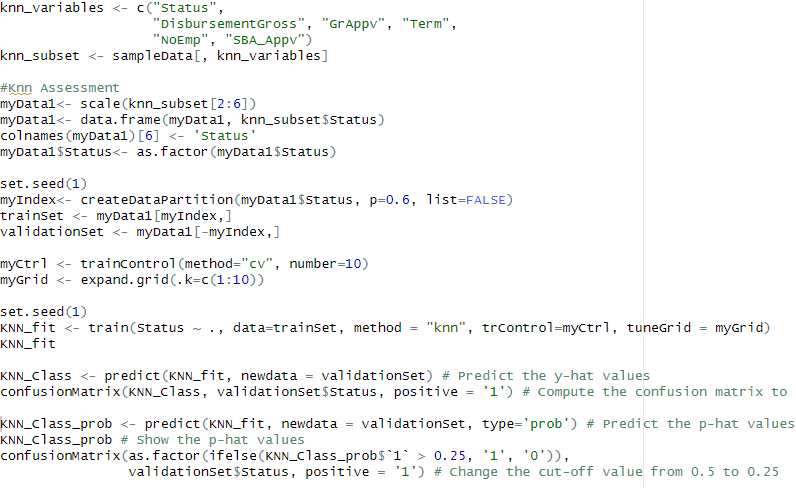 knn_variables <- c("Status",
"DisbursementGross", "GrAppv", "Term",
"NoEmp", "SBA_Appv")
knn_subset <- sampleData[, knn_variables]
#Knn Assessment
myData1<- scale(knn_subset[2:6])
myData1<- data.frame(myData1, knn_subset$Status)
colnames(myData1)[6] <- 'Status'
myData1$Status<- as.factor(myData1$Status)
set.seed(1)
myIndex<- createDataPartition(myData1$Status, p=0.6, list=FALSE)
trainSet <- myData1[myIndex,]
validationSet <- myData1[-myIndex,]
myCtrl <- trainControl(method="cv", number=10)
myGrid <- expand.grid(.k=c(1:10))
set.seed(1)
KNN_fit <- train(Status ~ ., data=trainSet, method = "knn", trControl=myCtrl, tuneGrid = myGrid)
KNN_fit
KNN_Class <- predict(KNN_fit, newdata = validationSet) # Predict the y-hat values
confusionMatrix(KNN_Class, validationSet$Status, positive = '1') # Compute the confusion matrix to
KNN_Class_prob <- predict(KNN_fit, newdata = validationSet, type='prob') # Predict the p-hat values
KNN_Class_prob # Show the p-hat values
confusionMatrix(as.factor(ifelse(KNN_Class_prob$`1` > 0.25, '1', '0')),
validationSet$Status, positive = '1') # Change the cut-off value from 0.5 to 0.25